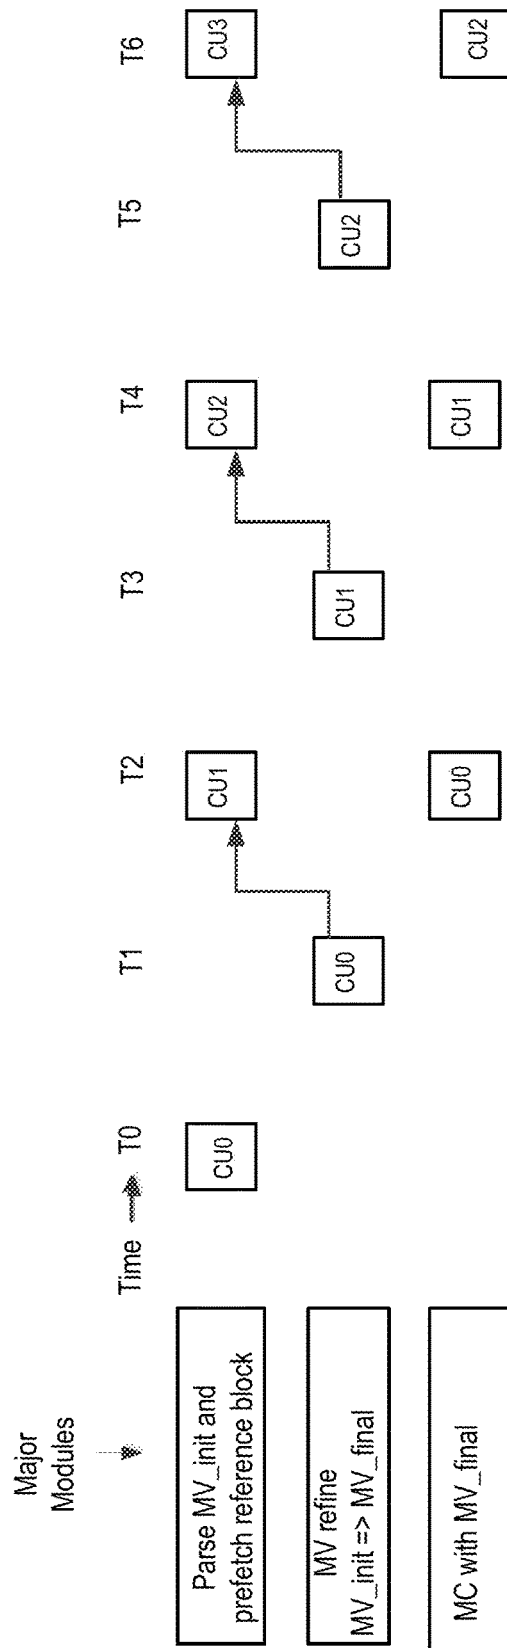 Major
Modules
Time
T0
T1
T2
T3
T4
T5
T6
Parse MV_init and
prefetch reference block
CU0
CU1
CU2
CU3
MV refine
MV_init => MV_final
CU0
CU1
CU2
MC with MV_final
CU0
CU1
CU2